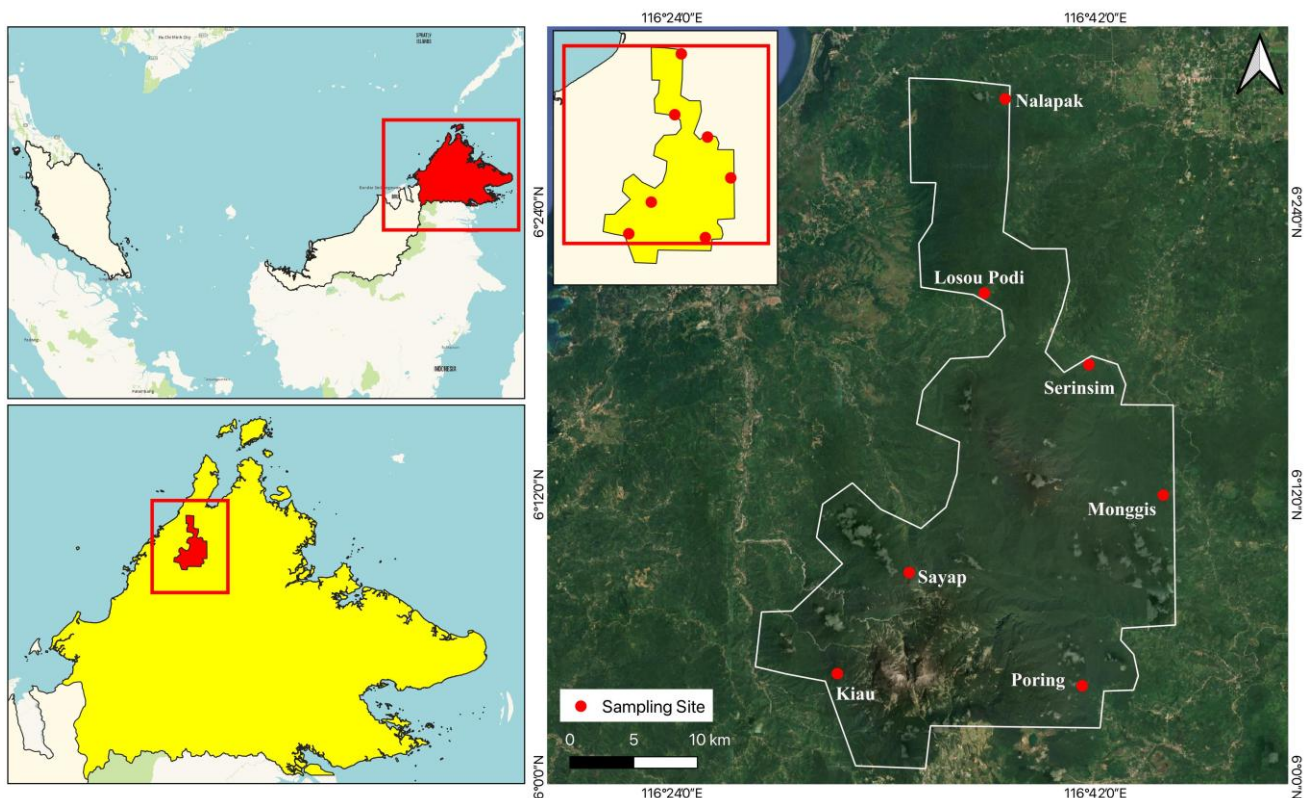 SPRATLY
ISLANDS
INDONESIA
116°24'0"E
116°42'0"E
6°24'0"N
6°12'0"N
6°0'0"N
Nalapak
Losou Podi
Serinsim
Monggis
Sayap
Kiau
Poring
Sampling Site
0 5 10 km
6°24'0"N
6°12'0"N
6°0'0"N
116°24'0"E
116°42'0"E